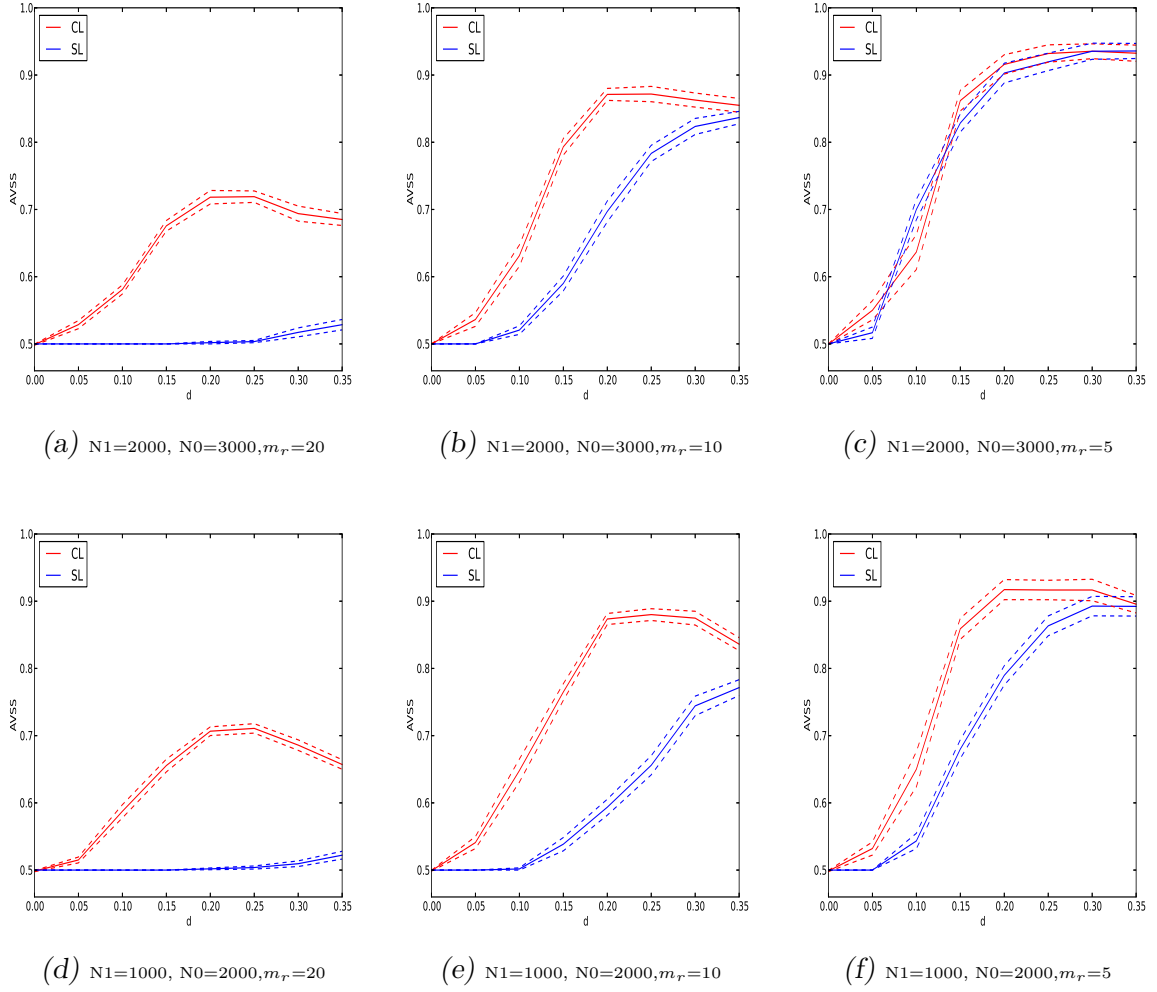 1.0 1.0 1.0
CL CL CL
SL SL SL
0.9 0.9 0.9
0.8 0.8 0.8
AVSS AVSS AVSS
0.7 0.7 0.7
0.6 0.6 0.6
0.5 0.5 0.5
0.00 0.05 0.10 0.15 0.20 0.25 0.30 0.35 0.00 0.05 0.10 0.15 0.20 0.25 0.30 0.35 0.00 0.05 0.10 0.15 0.20 0.25 0.30 0.35
d d d
(a) N1=2000, N0=3000,m_r=20 (b) N1=2000, N0=3000,m_r=10 (c) N1=2000, N0=3000,m_r=5
1.0 1.0 1.0
CL CL CL
SL SL SL
0.9 0.9 0.9
0.8 0.8 0.8
AVSS AVSS AVSS
0.7 0.7 0.7
0.6 0.6 0.6
0.5 0.5 0.5
0.00 0.05 0.10 0.15 0.20 0.25 0.30 0.35 0.00 0.05 0.10 0.15 0.20 0.25 0.30 0.35 0.00 0.05 0.10 0.15 0.20 0.25 0.30 0.35
d d d
(d) N1=1000, N0=2000,m_r=20 (e) N1=1000, N0=2000,m_r=10 (f) N1=1000, N0=2000,m_r=5